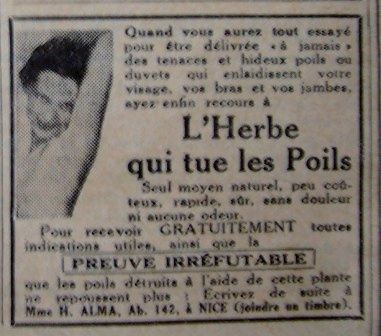 Quand vous aurez tout essayé
pour être délivrée «à jamais»
des tenaces et hideux poils ou
duvets qui enlaidissent votre
visage, vos bras et vos jambes,
ayez enfin recours à
L'Herbe
qui tue les Poils
Seul moyen naturel, peu coû-
teux, rapide, sûr, sans douleur
ni aucune odeur.
Pour recevoir GRATUITEMENT toutes
indications utiles, ainsi que la
PREUVE IRRÉFUTABLE
que les poils détruits à l'aide de cette plante
ne repoussent plus : Écrivez de suite à
Mme H. ALMA, Ab. 142, à NICE (joindre un timbre).